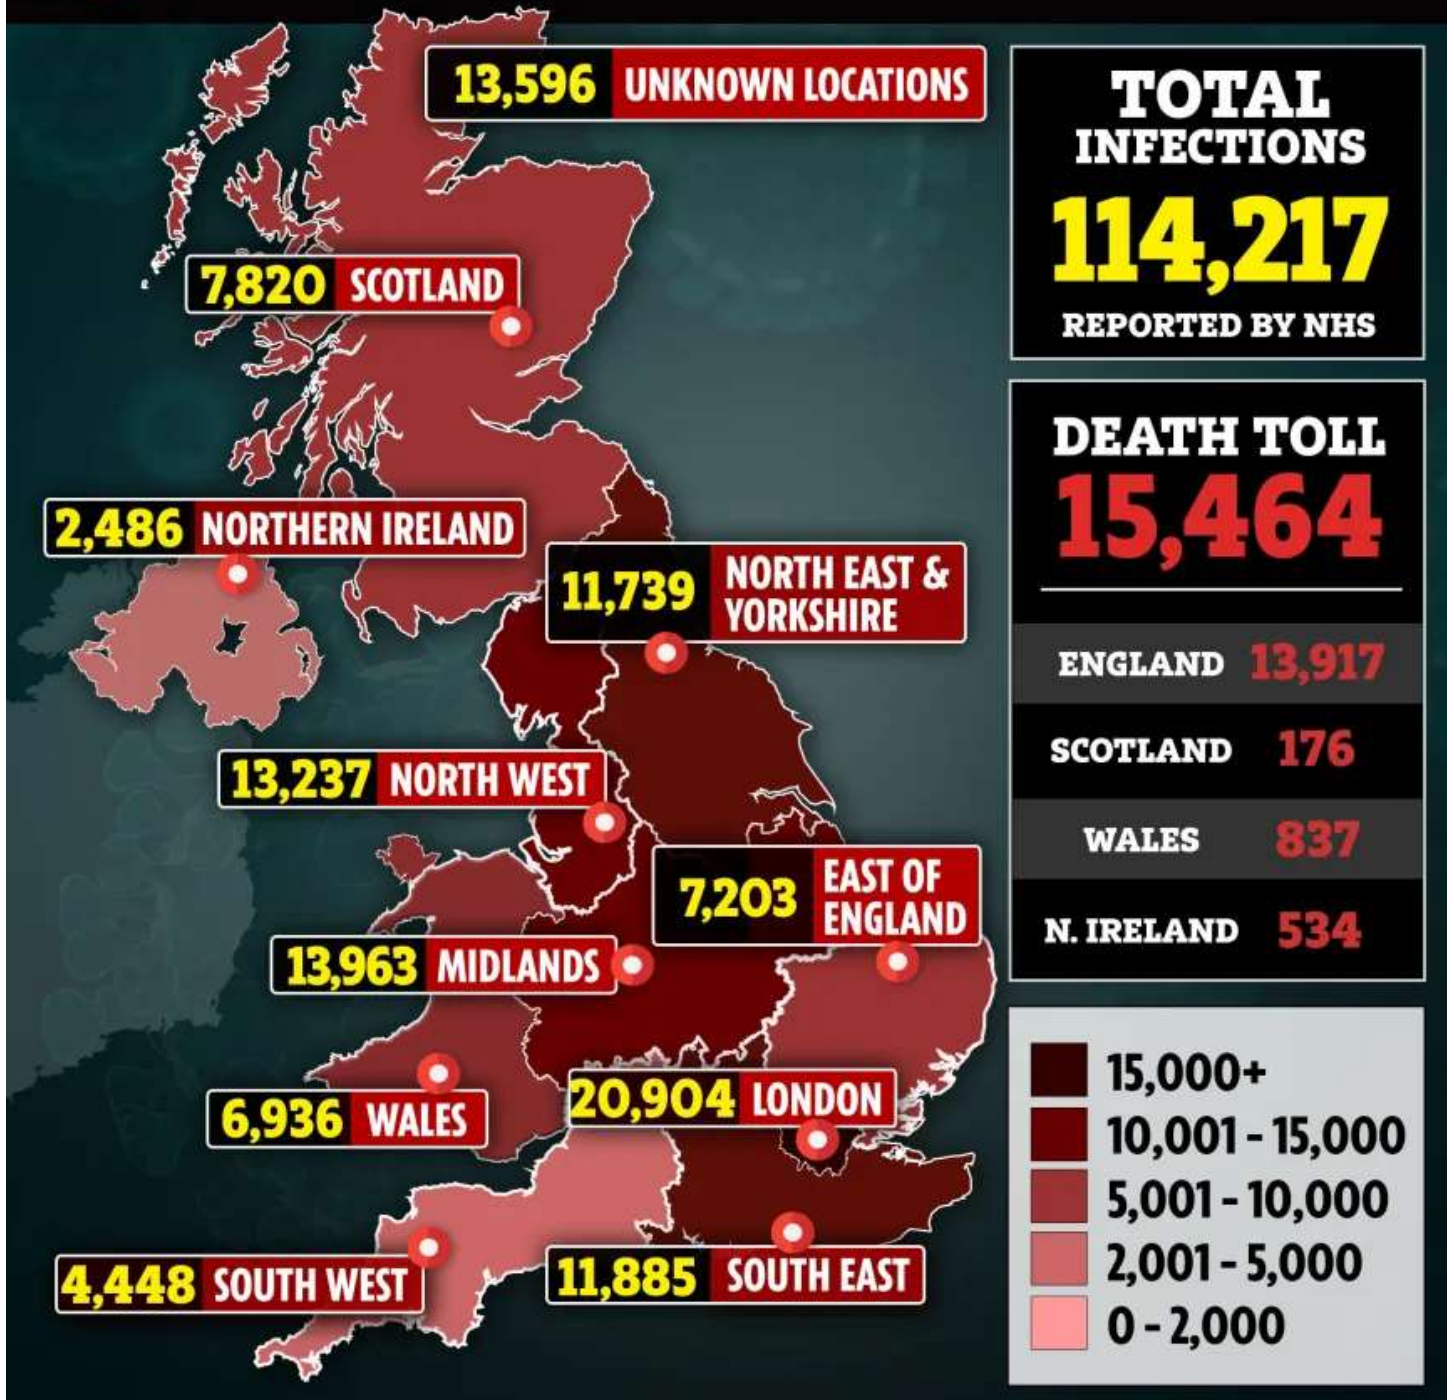 13,596 UNKNOWN LOCATIONS
7,820 SCOTLAND
2,486 NORTHERN IRELAND
11,739 NORTH EAST &
YORKSHIRE
13,237 NORTH WEST
7,203 EAST OF
ENGLAND
13,963 MIDLANDS
6,936 WALES
20,904 LONDON
4,448 SOUTH WEST
11,885 SOUTH EAST
TOTAL
INFECTIONS
114,217
REPORTED BY NHS
DEATH TOLL
15,464
ENGLAND 13,917
SCOTLAND 176
WALES 837
N. IRELAND 534
15,000+
10,001 - 15,000
5,001 - 10,000
2,001 - 5,000
0 - 2,000